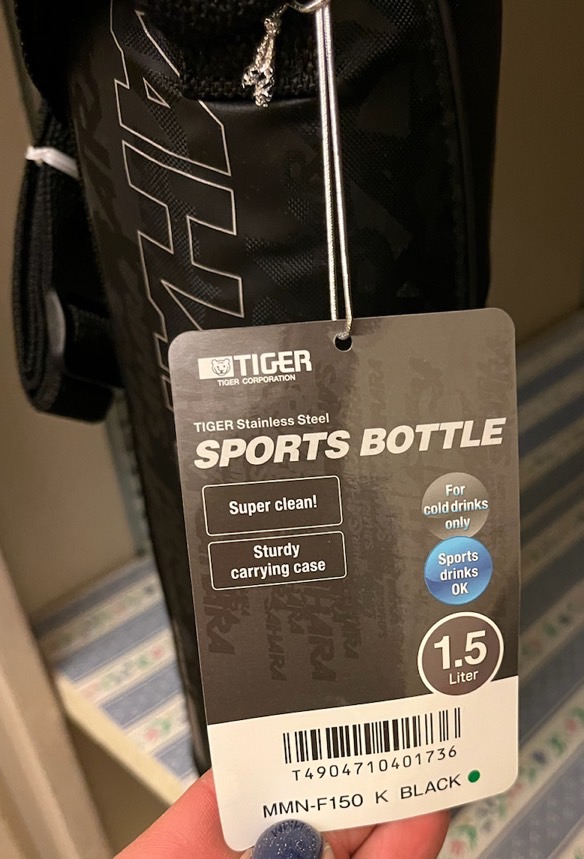 SAHARA
TIGER
TIGER CORPORATION
TIGER Stainless Steel
SPORTS BOTTLE
Super clean!
Sturdy
carrying case
For
cold drinks
only
Sports
drinks
OK
1.5
Liter
T4904710401736
MMN-F150 K BLACK